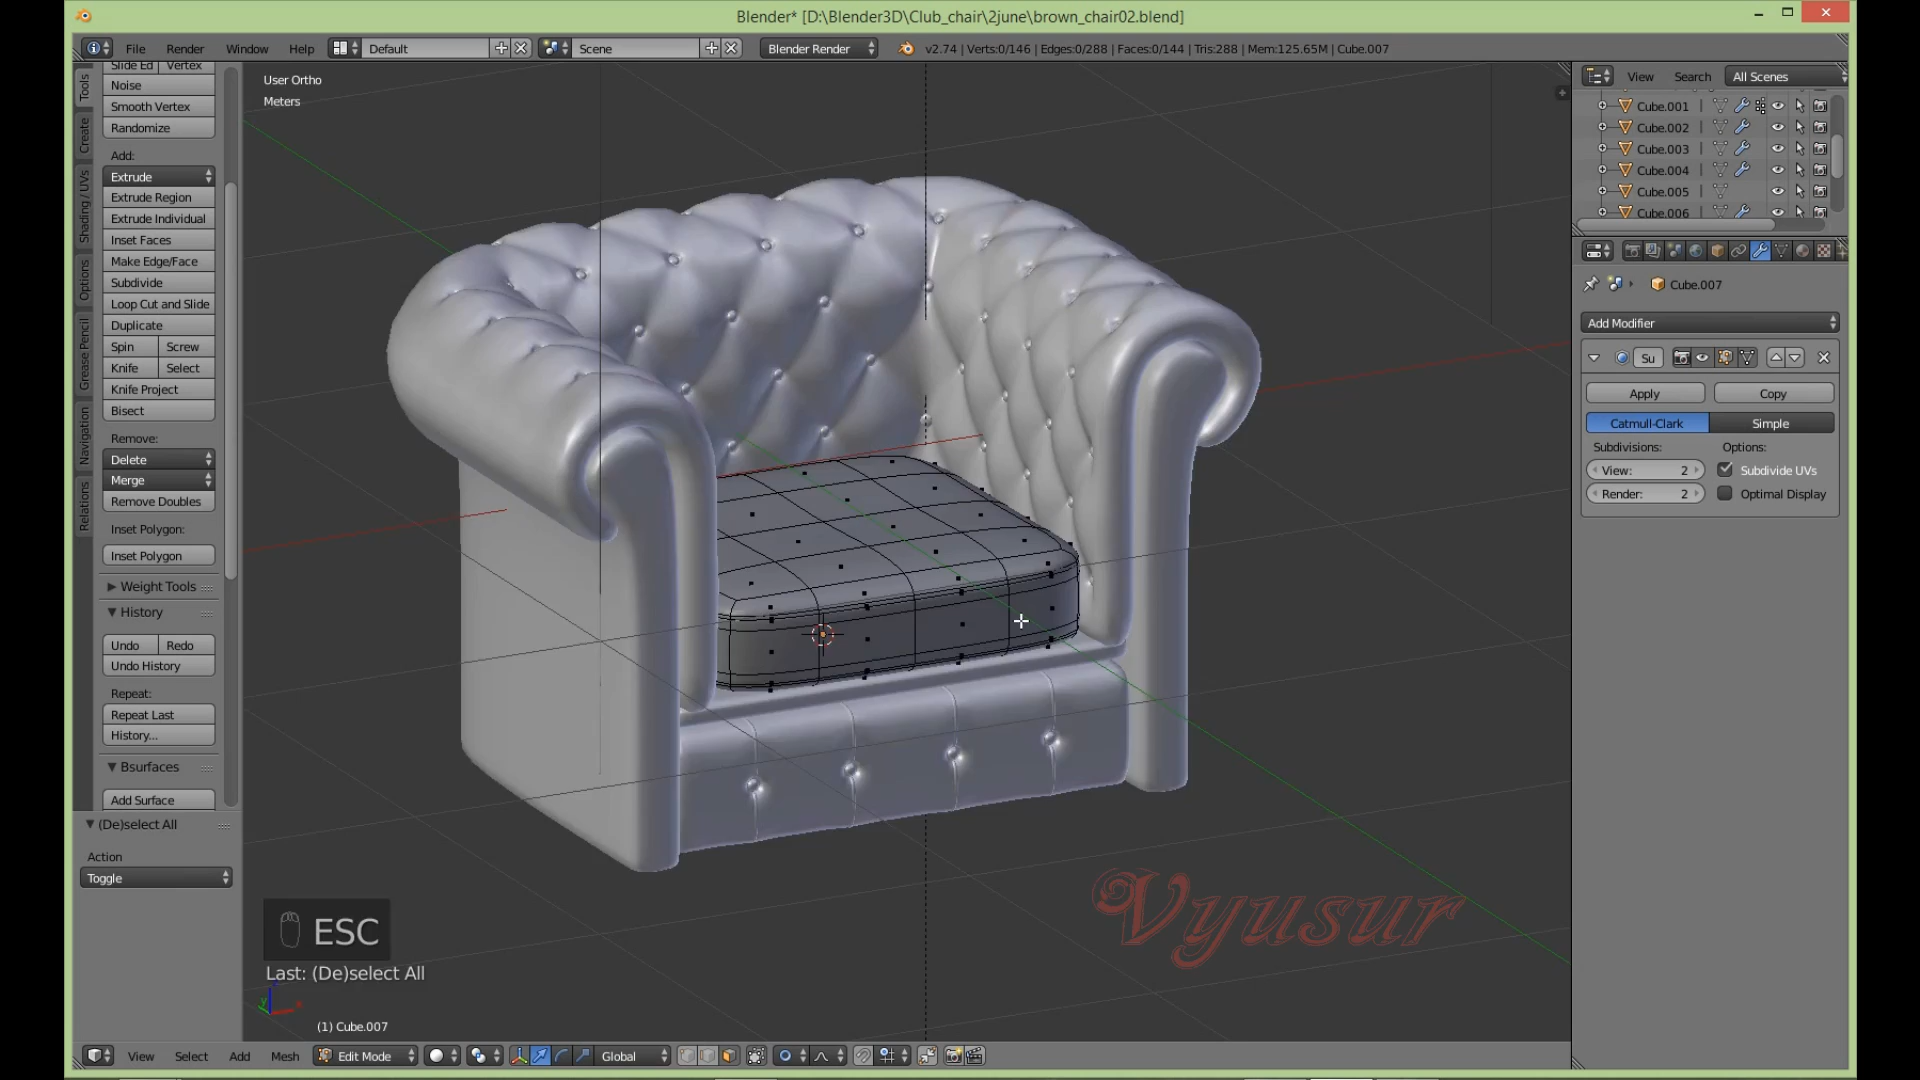 Blender* [D:\Blender3D\Club_chair\2june\brown_chair02.blend]
File Render Window Help Default Scene Blender Render v2.74 | Verts:0/146 | Edges:0/288 | Faces:0/144 | Tris:288 | Mem:125.65M | Cube.007
Tools
Create
Shading / UVs
Options
Grease Pencil
Navigation
Relations
Slide Ed Vertex
Noise
Smooth Vertex
Randomize
Add:
Extrude
Extrude Region
Extrude Individual
Inset Faces
Make Edge/Face
Subdivide
Loop Cut and Slide
Duplicate
Spin Screw
Knife Select
Knife Project
Bisect
Remove:
Delete
Merge
Remove Doubles
Inset Polygon:
Inset Polygon
Weight Tools
History
Undo Redo
Undo History
Repeat:
Repeat Last
History...
Bsurfaces
Add Surface
(De)select All
Action
Toggle
User Ortho
Meters
ESC
Last: (De)select All
(1) Cube.007
Vyusur
View Select Add Mesh Edit Mode Global
View Search All Scenes
Cube.001
Cube.002
Cube.003
Cube.004
Cube.005
Cube.006
Cube.007
Add Modifier
Su
Apply Copy
Catmull-Clark Simple
Subdivisions: Options:
View: 2 Subdivide UVs
Render: 2 Optimal Display